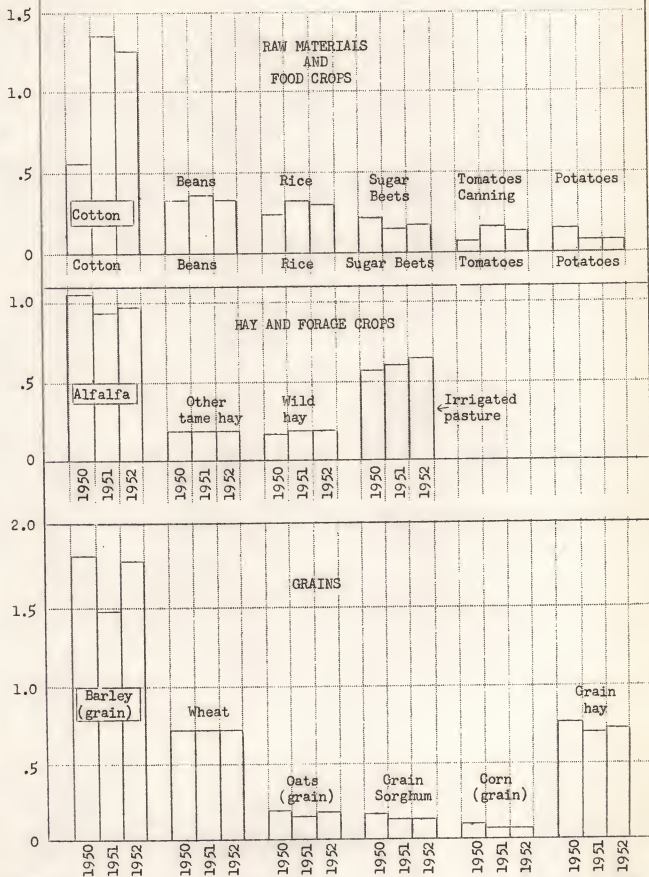 1.5
RAW MATERIALS
AND
FOOD CROPS
1.0
.5
Beans
Rice
Sugar
Beets
Tomatoes
Canning
Potatoes
Cotton
0
Cotton Beans Rice Sugar Beets Tomatoes Potatoes
1.0
HAY AND FORAGE CROPS
.5
Alfalfa
Other
tame hay
Wild
hay
Irrigated
pasture
0
1950 1951 1952 1950 1951 1952 1950 1951 1952 1950 1951 1952
2.0
GRAINS
1.5
1.0
Barley
(grain)
Wheat
Grain
hay
.5
Oats
(grain)
Grain
Sorghum
Corn
(grain)
0
1950 1951 1952 1950 1951 1952 1950 1951 1952 1950 1951 1952 1950 1951 1952 1950 1951 1952